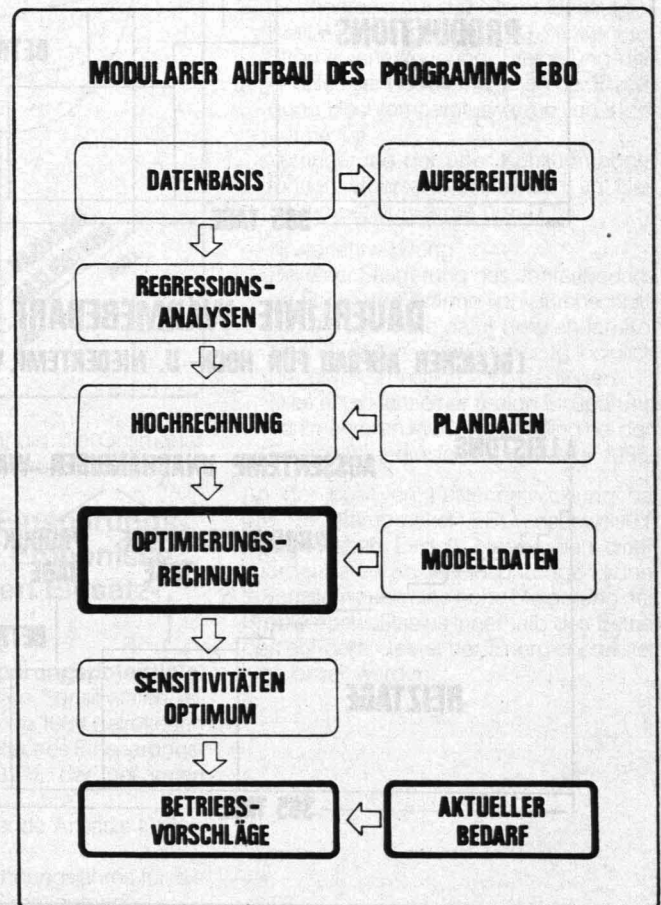 MODULARER AUFBAU DES PROGRAMMS EBO
DATENBASIS
AUFBEREITUNG
REGRESSIONS-
ANALYSEN
HOCHRECHNUNG
PLANDATEN
OPTIMIERUNGS-
RECHNUNG
MODELLDATEN
SENSITIVITÄTEN
OPTIMUM
BETRIEBS-
VORSCHLÄGE
AKTUELLER
BEDARF